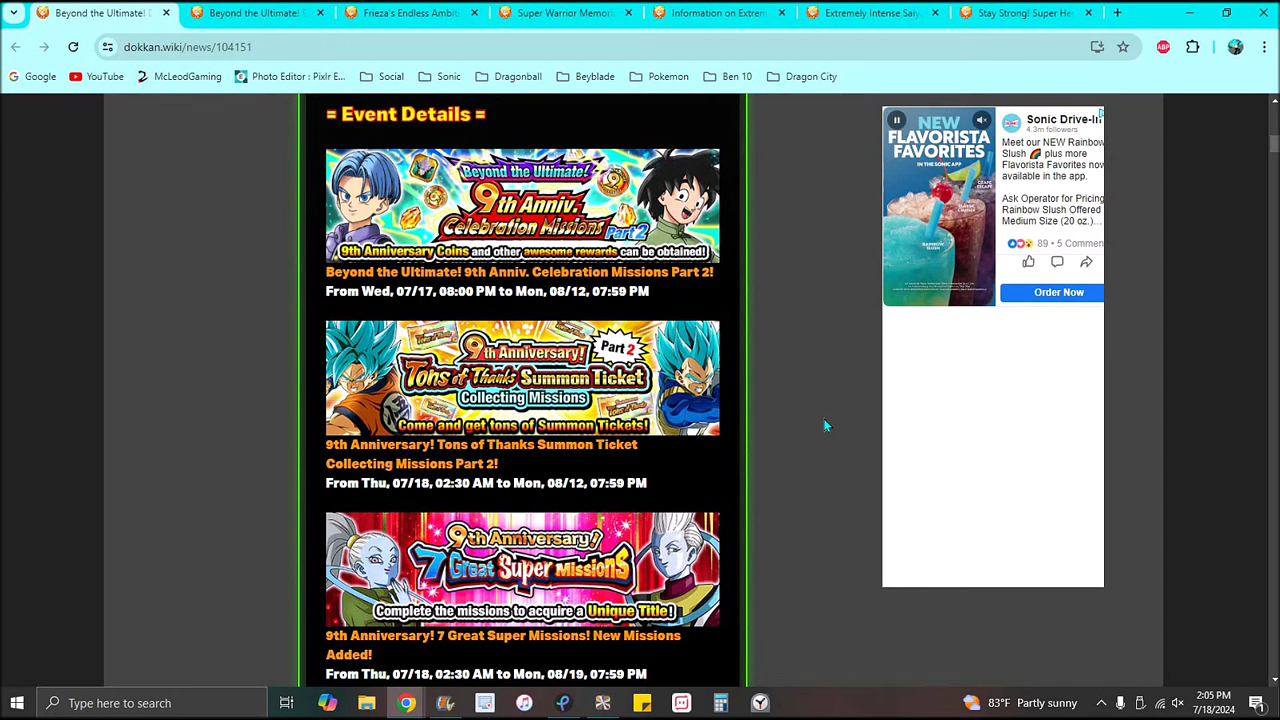 Beyond the Ultimate! D
Beyond the Ultimate!
Frieza's Endless Ambit
Super Warrior Memori
Information on Extrem
Extremely Intense Saiy
Stay Strong! Super He
dokkan.wiki/news/104151
ABP
Google
YouTube
McLeodGaming
Photo Editor : Pixlr E...
Social
Sonic
Dragonball
Beyblade
Pokemon
Ben 10
Dragon City
= Event Details =
Beyond the Ultimate!
9th Anniv.
Celebration Missions Part 2
9th Anniversary Coins and other awesome rewards can be obtained!
Beyond the Ultimate! 9th Anniv. Celebration Missions Part 2!
From Wed, 07/17, 08:00 PM to Mon, 08/12, 07:59 PM
9th Anniversary! Part 2
Tons of Thanks Summon Ticket
Collecting Missions
Come and get tons of Summon Tickets!
9th Anniversary! Tons of Thanks Summon Ticket
Collecting Missions Part 2!
From Thu, 07/18, 02:30 AM to Mon, 08/12, 07:59 PM
9th Anniversary!
7 Great Super Missions
Complete the missions to acquire a Unique Title!
9th Anniversary! 7 Great Super Missions! New Missions
Added!
From Thu, 07/18, 02:30 AM to Mon, 08/19, 07:59 PM
NEW
FLAVORISTA
FAVORITES
IN THE SONIC APP
Sonic Drive-In
4.3m followers
Meet our NEW Rainbow
Slush 🌈 plus more
Flavorista Favorites now
available in the app.
Ask Operator for Pricing
Rainbow Slush Offered
Medium Size (20 oz.)...
89 • 5 Commen
Order Now
Type here to search
83°F Partly sunny
2:05 PM
7/18/2024